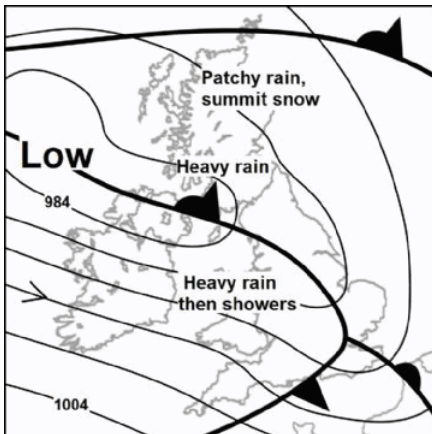 Patchy rain,
summit snow
Low
Heavy rain
984
Heavy rain
then showers
1004